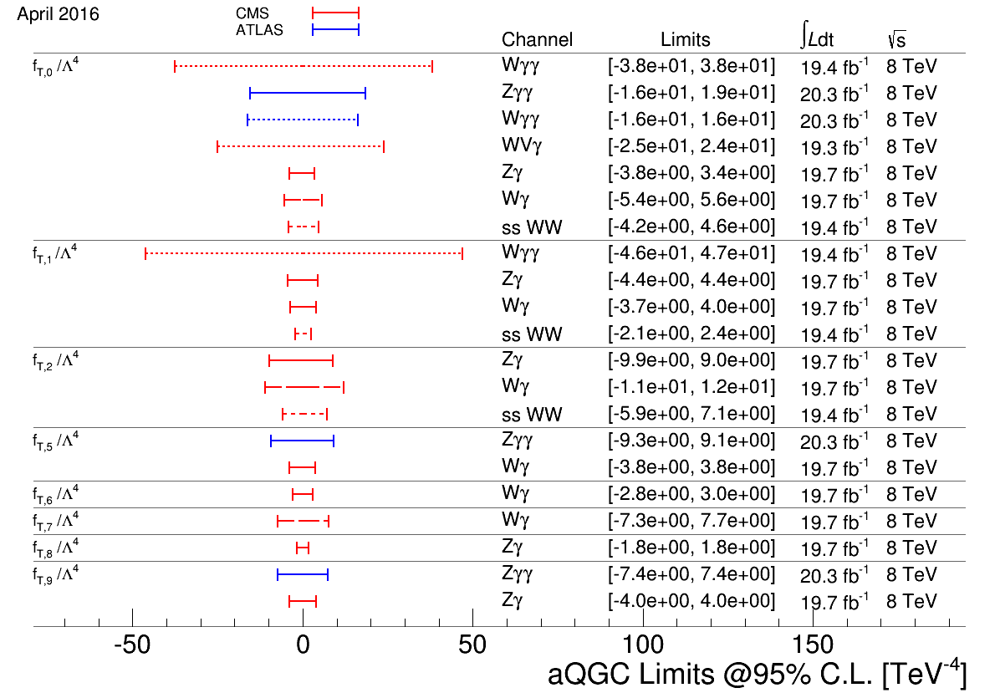 April 2016 CMS
ATLAS
Channel Limits ∫Ldt √s
f_T,0 /Λ^4 Wγγ [-3.8e+01, 3.8e+01] 19.4 fb^-1 8 TeV
Zγγ [-1.6e+01, 1.9e+01] 20.3 fb^-1 8 TeV
Wγγ [-1.6e+01, 1.6e+01] 20.3 fb^-1 8 TeV
WVγ [-2.5e+01, 2.4e+01] 19.3 fb^-1 8 TeV
Zγ [-3.8e+00, 3.4e+00] 19.7 fb^-1 8 TeV
Wγ [-5.4e+00, 5.6e+00] 19.7 fb^-1 8 TeV
ss WW [-4.2e+00, 4.6e+00] 19.4 fb^-1 8 TeV
f_T,1 /Λ^4 Wγγ [-4.6e+01, 4.7e+01] 19.4 fb^-1 8 TeV
Zγ [-4.4e+00, 4.4e+00] 19.7 fb^-1 8 TeV
Wγ [-3.7e+00, 4.0e+00] 19.7 fb^-1 8 TeV
ss WW [-2.1e+00, 2.4e+00] 19.4 fb^-1 8 TeV
f_T,2 /Λ^4 Zγ [-9.9e+00, 9.0e+00] 19.7 fb^-1 8 TeV
Wγ [-1.1e+01, 1.2e+01] 19.7 fb^-1 8 TeV
ss WW [-5.9e+00, 7.1e+00] 19.4 fb^-1 8 TeV
f_T,5 /Λ^4 Zγγ [-9.3e+00, 9.1e+00] 20.3 fb^-1 8 TeV
Wγ [-3.8e+00, 3.8e+00] 19.7 fb^-1 8 TeV
f_T,6 /Λ^4 Wγ [-2.8e+00, 3.0e+00] 19.7 fb^-1 8 TeV
f_T,7 /Λ^4 Wγ [-7.3e+00, 7.7e+00] 19.7 fb^-1 8 TeV
f_T,8 /Λ^4 Zγ [-1.8e+00, 1.8e+00] 19.7 fb^-1 8 TeV
f_T,9 /Λ^4 Zγγ [-7.4e+00, 7.4e+00] 20.3 fb^-1 8 TeV
Zγ [-4.0e+00, 4.0e+00] 19.7 fb^-1 8 TeV
-50 0 50 100 150
aQGC Limits @95% C.L. [TeV^-4]